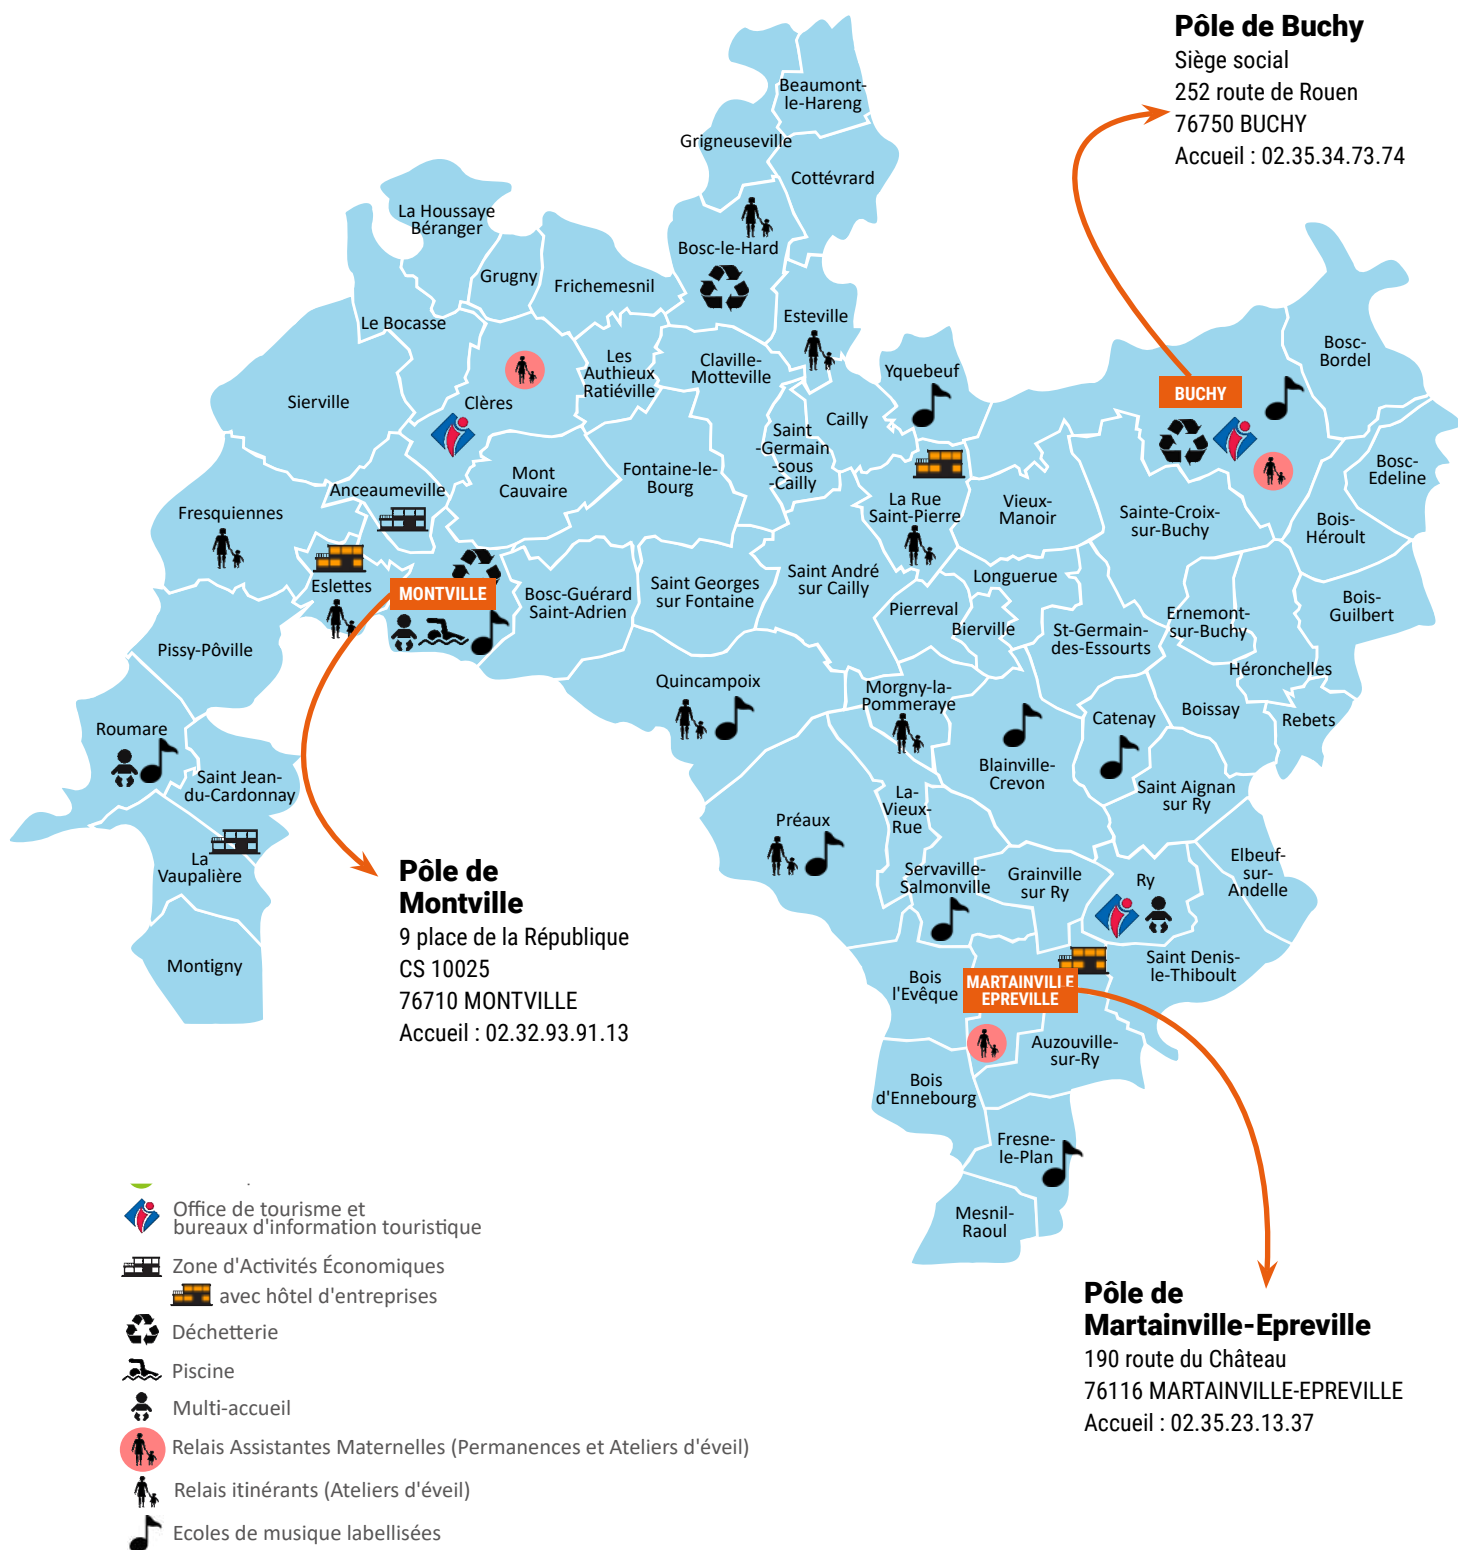 Pôle de Buchy
Siège social
252 route de Rouen
76750 BUCHY
Accueil : 02.35.34.73.74
Beaumont-
le-Hareng
Grigneuseville
Cottévrard
La Houssaye
Béranger
Bosc-le-Hard
Grugny
Frichemesnil
Esteville
Le Bocasse
Bosc-
Bordel
Les
Authieux
Ratiéville
Claville-
Motteville
Yquebeuf
BUCHY
Sierville
Clères
Cailly
Saint
-Germain
-sous
-Cailly
Mont
Cauvaire
Fontaine-le-
Bourg
Bosc-
Edeline
Anceaumeville
La Rue
Saint-Pierre
Vieux-
Manoir
Sainte-Croix-
sur-Buchy
Fresquiennes
Bois-
Héroult
Eslettes
MONTVILLE
Bosc-Guérard
Saint-Adrien
Saint Georges
sur Fontaine
Saint André
sur Cailly
Longuerue
Pierreval
Bierville
St-Germain-
des-Essourts
Ernemont-
sur-Buchy
Bois-
Guilbert
Pissy-Pôville
Héronchelles
Quincampoix
Morgny-la-
Pommeraye
Catenay
Boissay
Rebets
Roumare
Saint Jean-
du-Cardonnay
Blainville-
Crevon
Saint Aignan
sur Ry
La-
Vieux-
Rue
Préaux
La
Vaupalière
Servaville-
Salmonville
Grainville
sur Ry
Ry
Elbeuf-
sur-
Andelle
Montigny
Bois
l'Evêque
MARTAINVILLE
EPREVILLE
Saint Denis-
le-Thiboult
Auzouville-
sur-Ry
Bois
d'Ennebourg
Fresne-
le-Plan
Mesnil-
Raoul
Pôle de
Montville
9 place de la République
CS 10025
76710 MONTVILLE
Accueil : 02.32.93.91.13
Office de tourisme et
bureaux d'information touristique
Zone d'Activités Économiques
avec hôtel d'entreprises
Déchetterie
Piscine
Multi-accueil
Relais Assistantes Maternelles (Permanences et Ateliers d'éveil)
Relais itinérants (Ateliers d'éveil)
Ecoles de musique labellisées
Pôle de
Martainville-Epreville
190 route du Château
76116 MARTAINVILLE-EPREVILLE
Accueil : 02.35.23.13.37